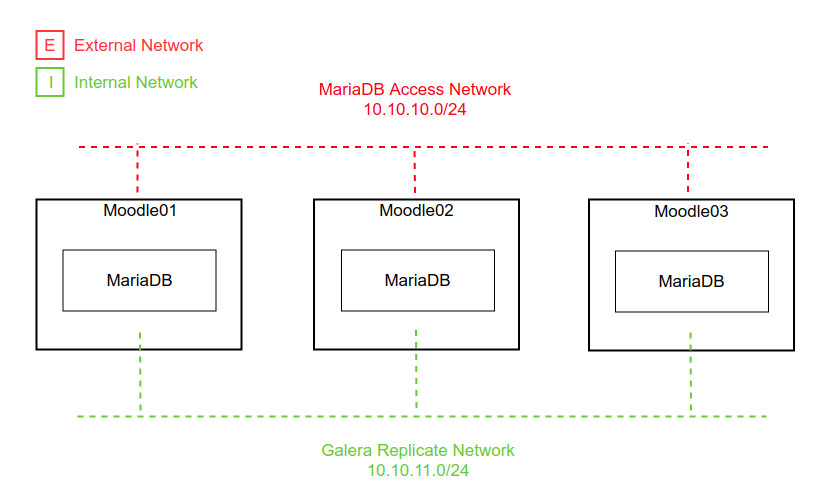 E External Network
I Internal Network
MariaDB Access Network
10.10.10.0/24
Moodle01 Moodle02 Moodle03
MariaDB MariaDB MariaDB
Galera Replicate Network
10.10.11.0/24